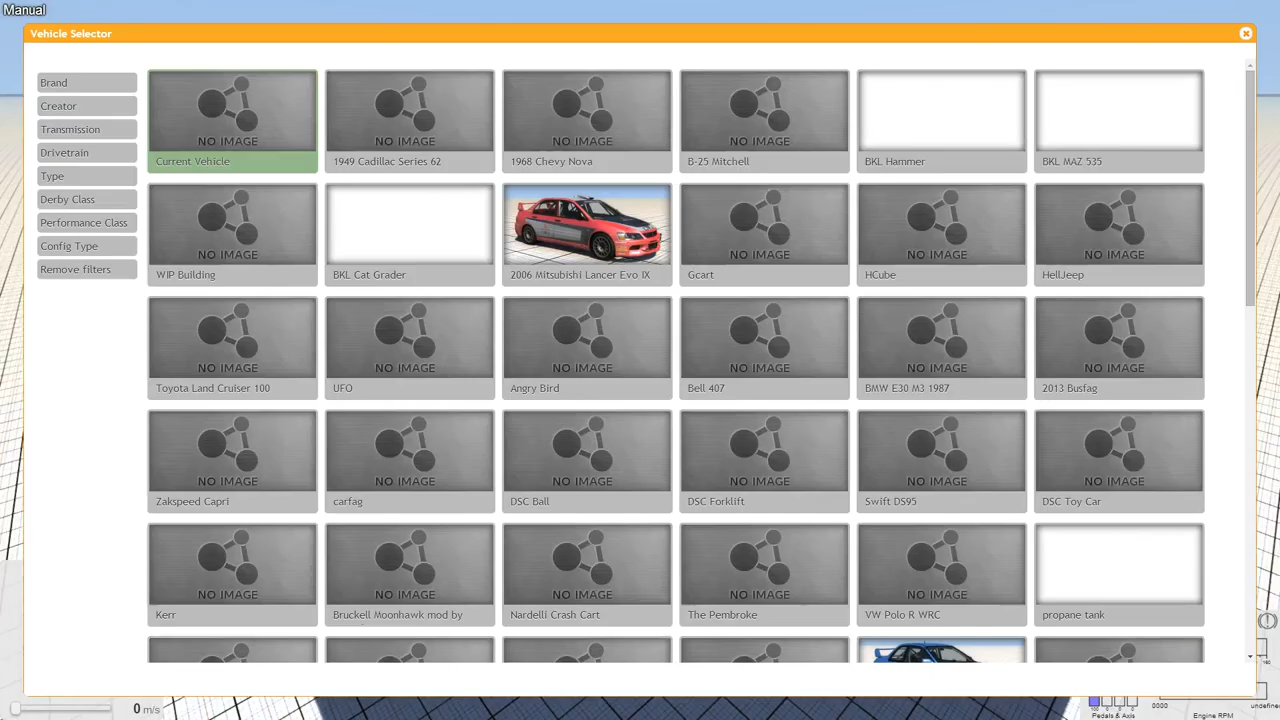 Manual
Vehicle Selector
Brand
Creator
Transmission
Drivetrain
Type
Derby Class
Performance Class
Config Type
Remove filters
NO IMAGE NO IMAGE NO IMAGE NO IMAGE
Current Vehicle 1949 Cadillac Series 62 1968 Chevy Nova B-25 Mitchell BKL Hammer BKL MAZ 535
NO IMAGE NO IMAGE NO IMAGE NO IMAGE
WIP Building BKL Cat Grader 2006 Mitsubishi Lancer Evo IX Gcart HCube HellJeep
NO IMAGE NO IMAGE NO IMAGE NO IMAGE NO IMAGE NO IMAGE
Toyota Land Cruiser 100 UFO Angry Bird Bell 407 BMW E30 M3 1987 2013 Busfag
NO IMAGE NO IMAGE NO IMAGE NO IMAGE NO IMAGE NO IMAGE
Zakspeed Capri carfag DSC Ball DSC Forklift Swift DS95 DSC Toy Car
NO IMAGE NO IMAGE NO IMAGE NO IMAGE NO IMAGE
Kerr Bruckell Moonhawk mod by Nardelli Crash Cart The Pembroke VW Polo R WRC propane tank
0 m/s
0000 undefine
Pedals & Axis Engine RPM